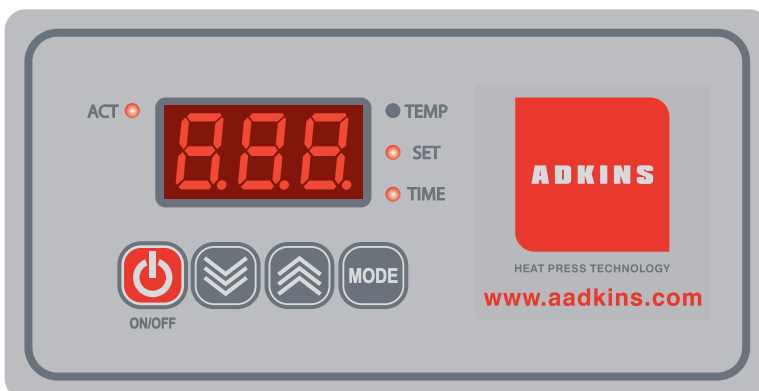 ACT
8.8.8.
TEMP
SET
TIME
MODE
ON/OFF
ADKINS
HEAT PRESS TECHNOLOGY
www.aadkins.com